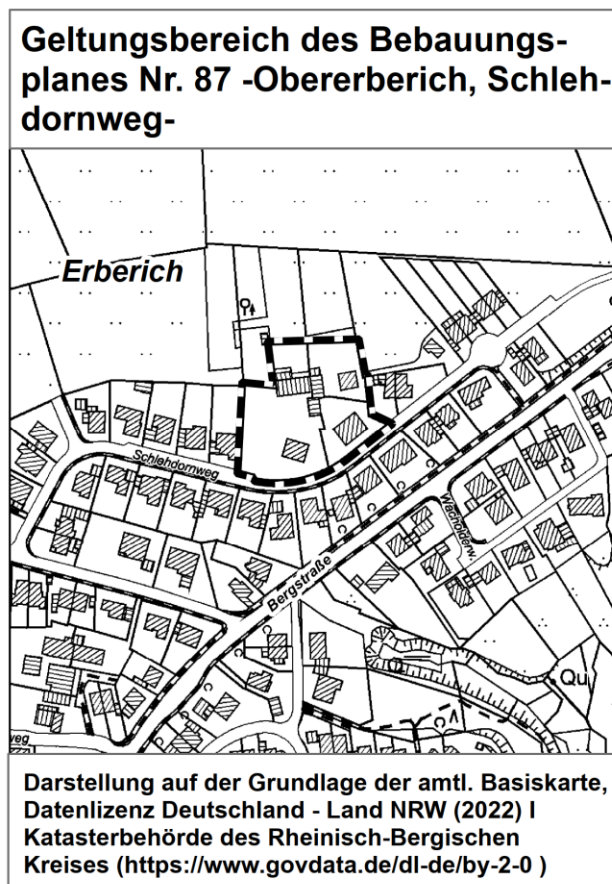 Geltungsbereich des Bebauungs-
planes Nr. 87 -Obererberich, Schleh-
dornweg-
Erberich
Schlehdornweg
Wacholderw.
Bergstraße
Qu
weg
Darstellung auf der Grundlage der amtl. Basiskarte,
Datenlizenz Deutschland - Land NRW (2022) I
Katasterbehörde des Rheinisch-Bergischen
Kreises (https://www.govdata.de/dl-de/by-2-0 )